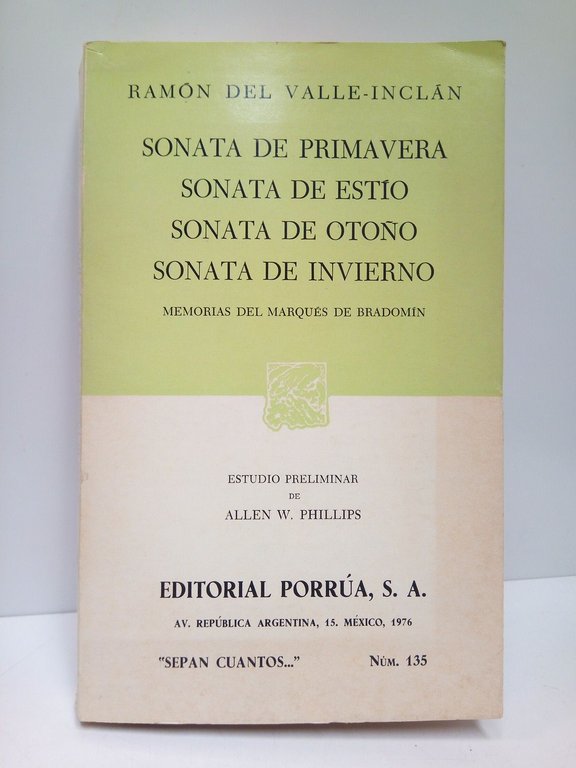 RAMÓN DEL VALLE-INCLÁN
SONATA DE PRIMAVERA
SONATA DE ESTÍO
SONATA DE OTOÑO
SONATA DE INVIERNO
MEMORIAS DEL MARQUÉS DE BRADOMÍN
ESTUDIO PRELIMINAR
DE
ALLEN W. PHILLIPS
EDITORIAL PORRÚA, S. A.
AV. REPÚBLICA ARGENTINA, 15. MÉXICO, 1976
"SEPAN CUANTOS..." NÚM. 135